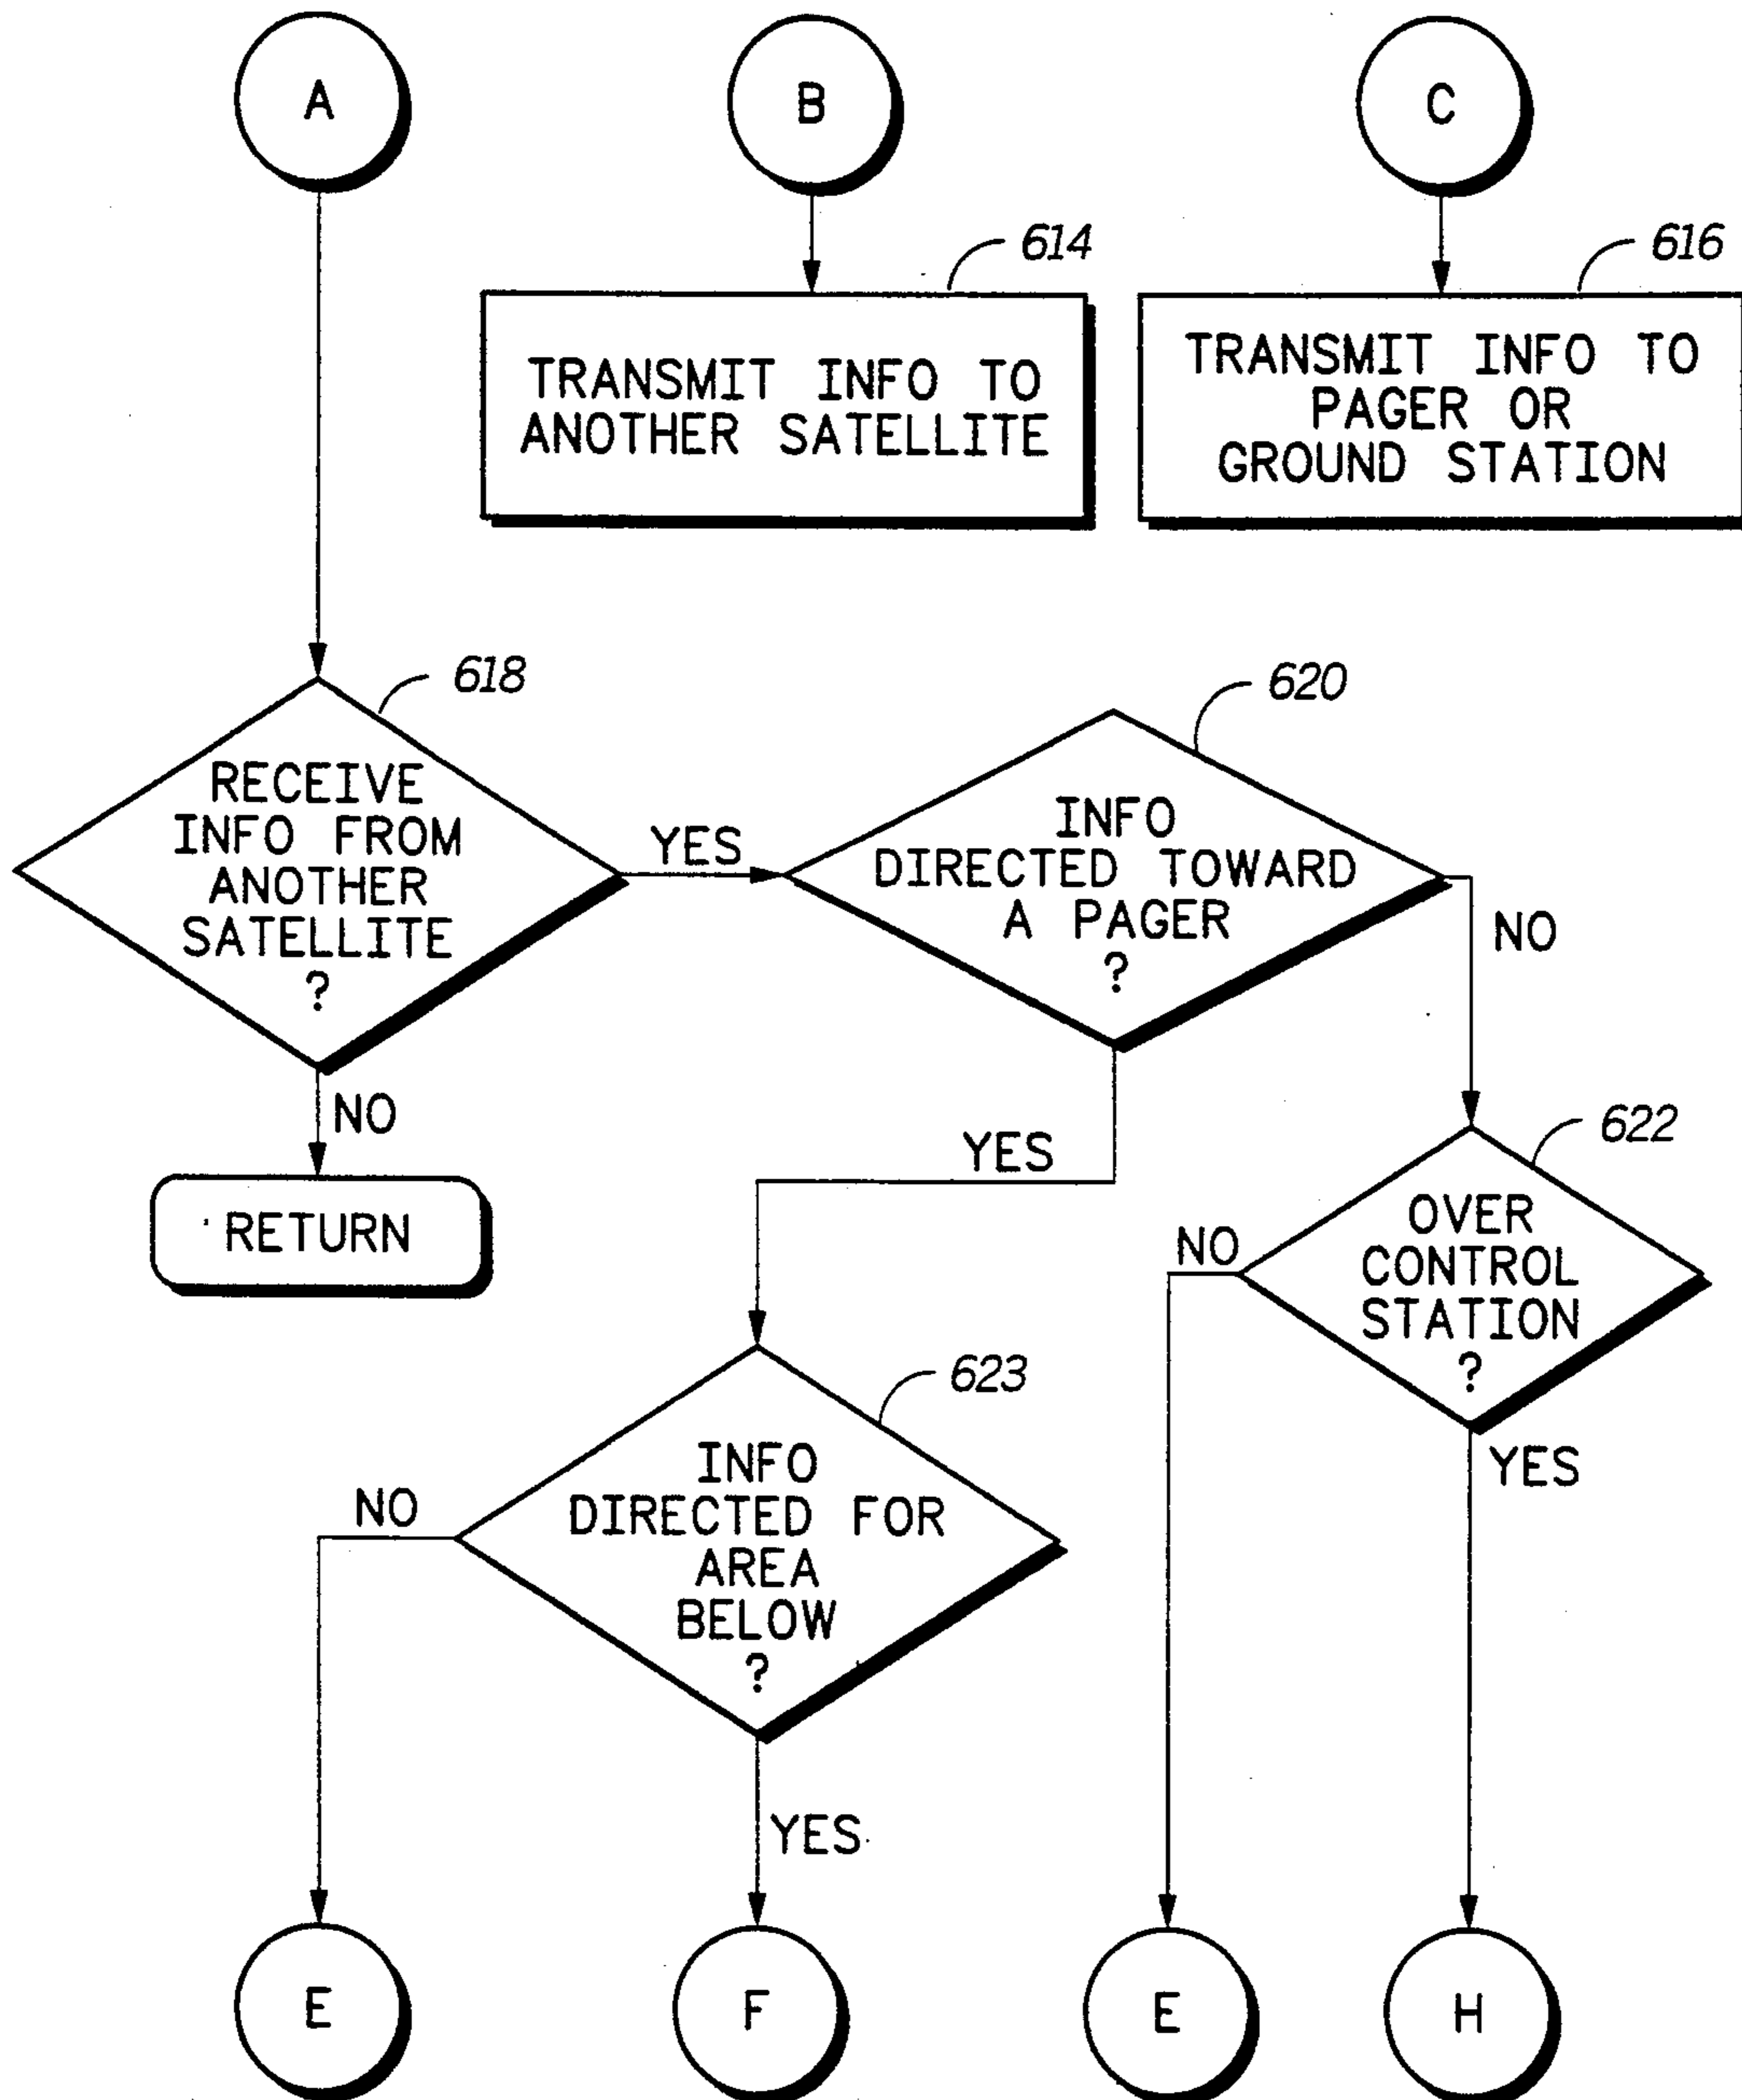 A
B
C
614
616
TRANSMIT INFO TO
ANOTHER SATELLITE
TRANSMIT INFO TO
PAGER OR
GROUND STATION
618
RECEIVE
INFO FROM
ANOTHER
SATELLITE
?
YES
620
INFO
DIRECTED TOWARD
A PAGER
?
NO
NO
RETURN
YES
622
OVER
CONTROL
STATION
?
NO
YES
623
INFO
DIRECTED FOR
AREA
BELOW
?
NO
YES
E
F
E
H